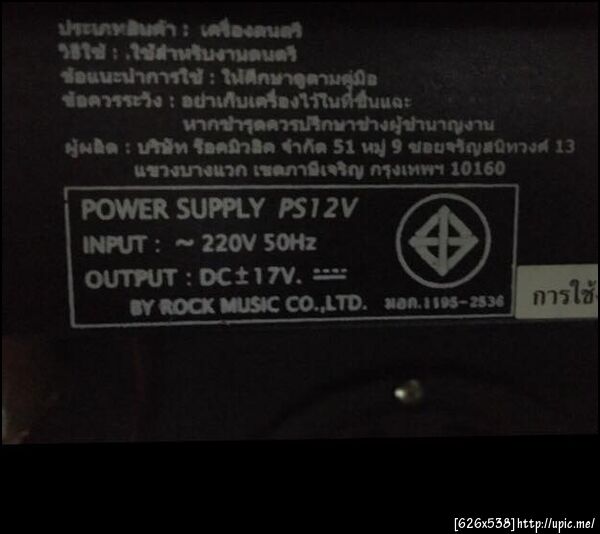 ประเภทสินค้า : เครื่องดนตรี
วิธีใช้ : .ใช้สำหรับงานดนตรี
ข้อแนะนำการใช้ : ให้ศึกษาดูตามคู่มือ
ข้อควรระวัง : อย่าเก็บเครื่องไว้ในที่ชื้นแฉะ
หากชำรุดควรปรึกษาช่างผู้ชำนาญงาน
ผู้ผลิต : บริษัท ร็อคมิวสิค จำกัด 51 หมู่ 9 ซอยจรัญสนิทวงศ์ 13
แขวงบางแวก เขตภาษีเจริญ กรุงเทพฯ 10160
POWER SUPPLY PS12V
INPUT : ~ 220V 50Hz
OUTPUT : DC ± 17V. ⎓
BY ROCK MUSIC CO.,LTD. มอก.1195-2536
การใช้
[626x538]http://upic.me/